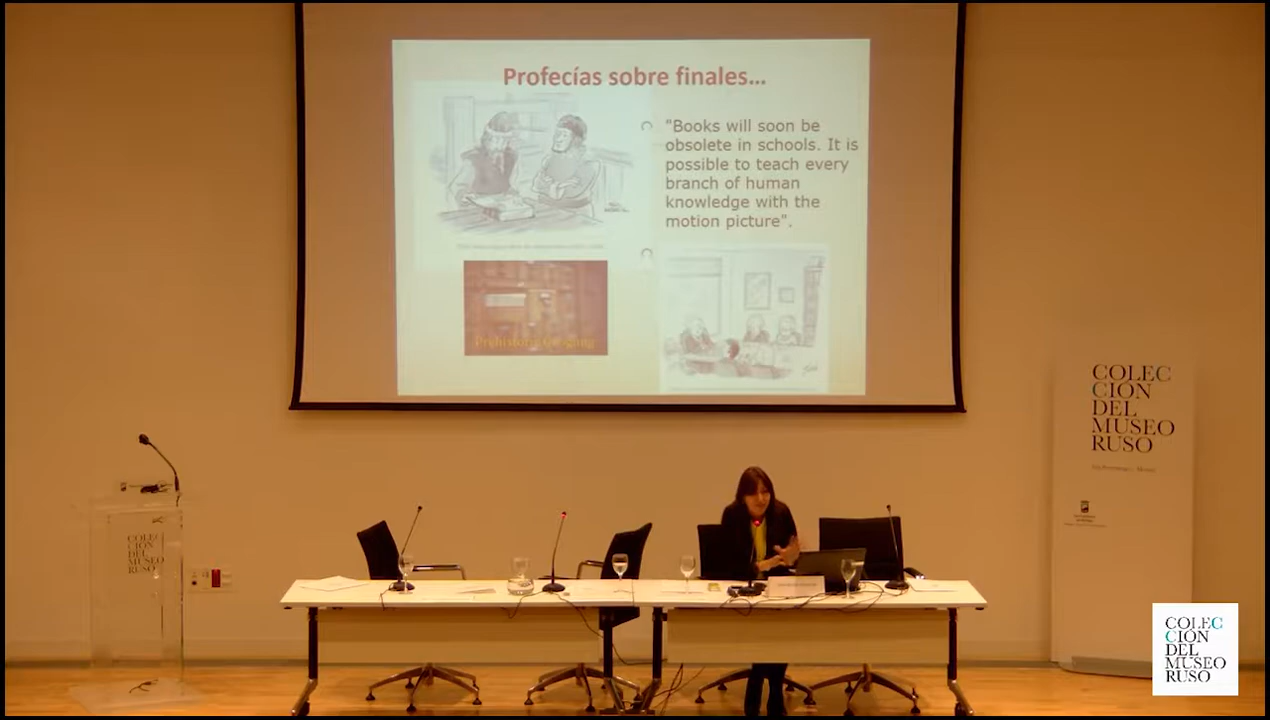 Profecías sobre finales...
"Books will soon be
obsolete in schools. It is
possible to teach every
branch of human
knowledge with the
motion picture".
COLEC
CIÓN
DEL
MUSEO
RUSO
COLEC
CIÓN
DEL
MUSEO
RUSO
COLEC
CIÓN
DEL
MUSEO
RUSO